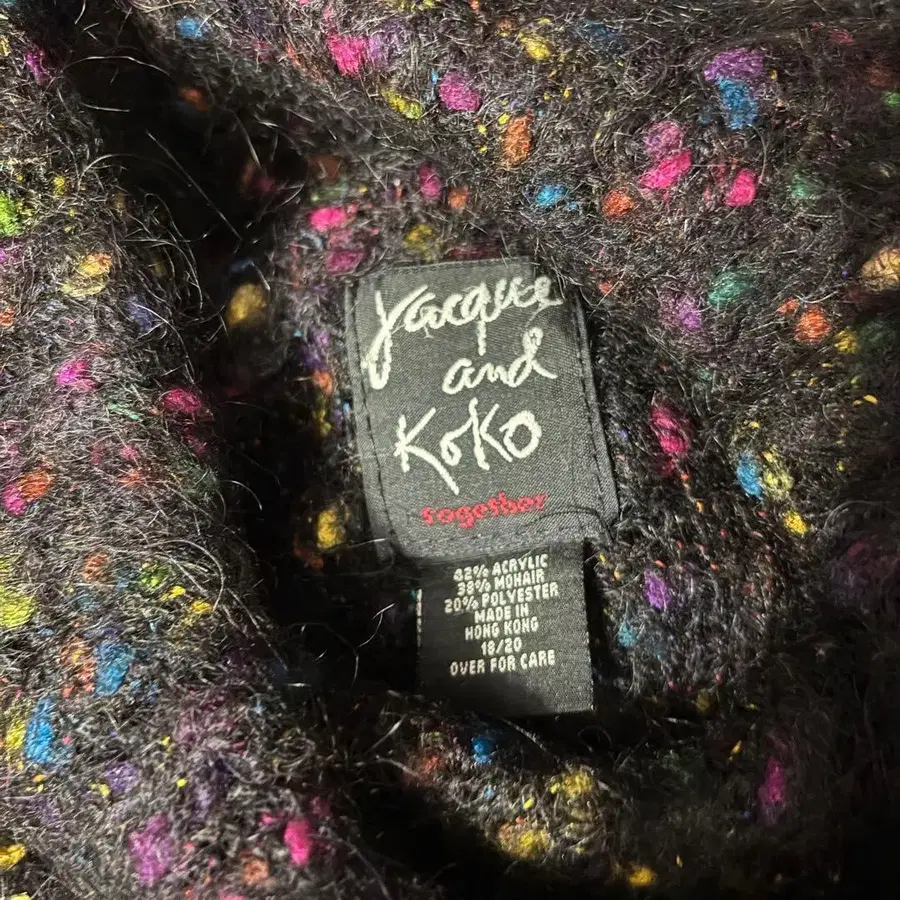 Jacque
and
KoKo
together
42% ACRYLIC
38% MOHAIR
20% POLYESTER
MADE IN
HONG KONG
18/20
OVER FOR CARE